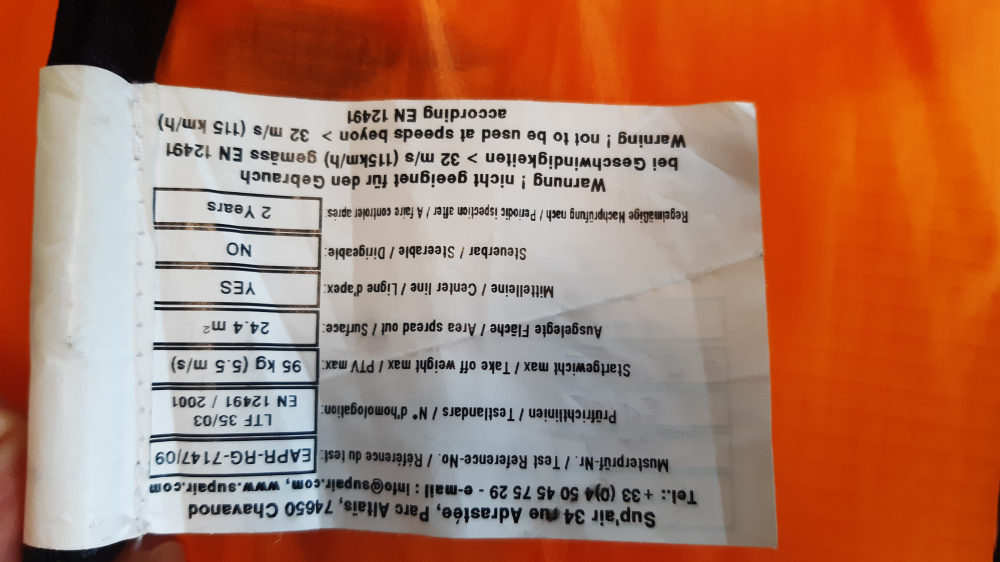 Sup'air 34 rue Adrastée, Parc Altaïs, 74650 Chavanod
Tel.: +33 (0)4 50 45 75 29 - e-mail : info@supair.com, www.supair.com
Musterprüf-Nr. / Test Reference-No. / Référence du test: EAPR-RG-7147/09
Prüfrichtlinien / Testlandars / N° d'homologation: LTF 35/03
EN 12491 / 2001
Startgewicht max / Take off weight max / PTV max: 95 kg (5.5 m/s)
Ausgelegte Fläche / Area spread out / Surface: 24.4 m²
Mittelleine / Center line / Ligne d'apex: YES
Steuerbar / Steerable / Dirigeable: NO
Regelmäßige Nachprüfung nach / Periodic ispection after / A faire controler après: 2 Years
Warnung ! nicht geeignet für den Gebrauch
bei Geschwindigkeiten > 32 m/s (115km/h) gemäss EN 12491
Warning ! not to be used at speeds beyon > 32 m/s (115 km/h)
according EN 12491